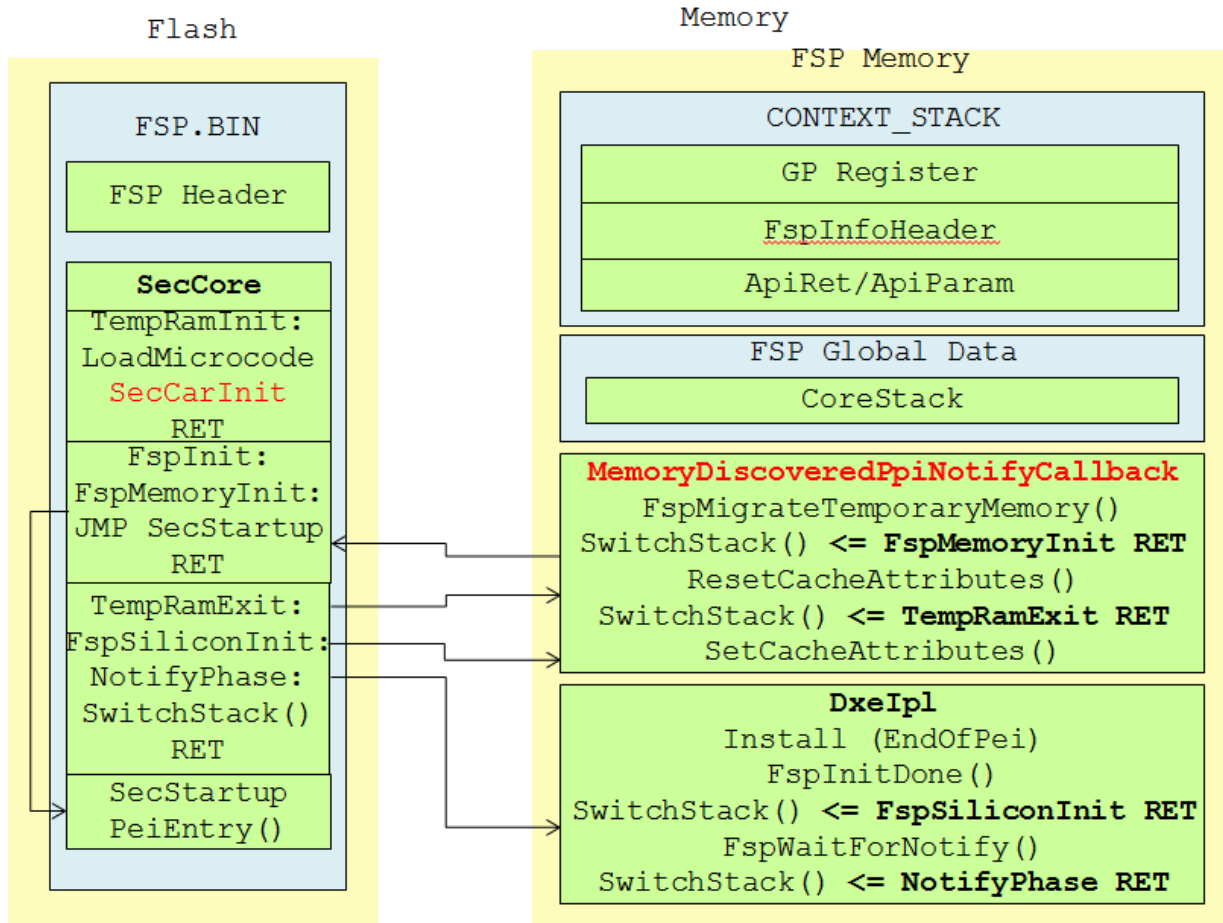 Flash
FSP.BIN
FSP Header
SecCore
TempRamInit:
LoadMicrocode
SecCarInit
RET
FspInit:
FspMemoryInit:
JMP SecStartup
RET
TempRamExit:
FspSiliconInit:
NotifyPhase:
SwitchStack()
RET
SecStartup
PeiEntry()
Memory
FSP Memory
CONTEXT_STACK
GP Register
FspInfoHeader
ApiRet/ApiParam
FSP Global Data
CoreStack
MemoryDiscoveredPpiNotifyCallback
FspMigrateTemporaryMemory()
SwitchStack() <= FspMemoryInit RET
ResetCacheAttributes()
SwitchStack() <= TempRamExit RET
SetCacheAttributes()
DxeIpl
Install (EndOfPei)
FspInitDone()
SwitchStack() <= FspSiliconInit RET
FspWaitForNotify()
SwitchStack() <= NotifyPhase RET